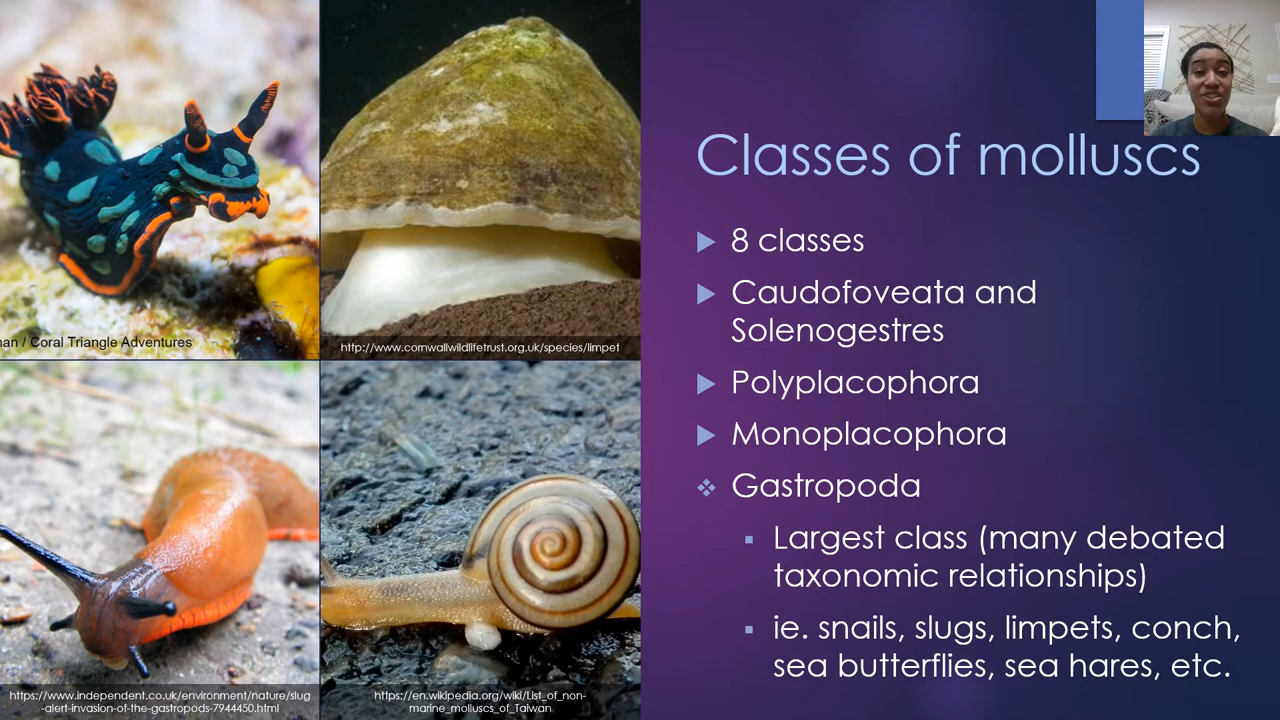 Classes of molluscs
8 classes
Caudofoveata and
Solenogestres
Polyplacophora
Monoplacophora
Gastropoda
Largest class (many debated
taxonomic relationships)
ie. snails, slugs, limpets, conch,
sea butterflies, sea hares, etc.
/ Coral Triangle Adventures
http://www.cornwallwildlifetrust.org.uk/species/limpet
https://www.independent.co.uk/environment/nature/slug
-alert-invasion-of-the-gastropods-7944450.html
https://en.wikipedia.org/wiki/List_of_non-
marine_molluscs_of_Taiwan